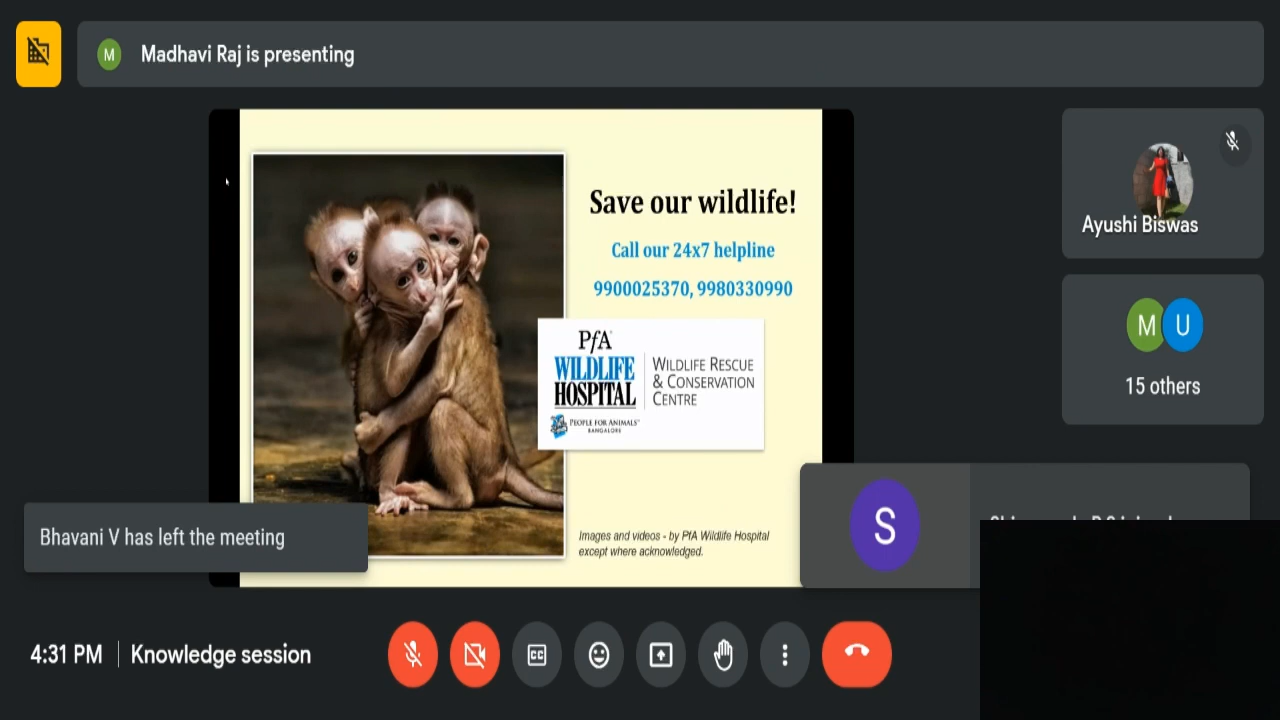 M Madhavi Raj is presenting
Save our wildlife!
Call our 24x7 helpline
9900025370, 9980330990
PfA
WILDLIFE
HOSPITAL
PEOPLE FOR ANIMALS™
BANGALORE
WILDLIFE RESCUE
& CONSERVATION
CENTRE
Images and videos - by PfA Wildlife Hospital
except where acknowledged.
Ayushi Biswas
M U
15 others
S
Bhavani V has left the meeting
4:31 PM | Knowledge session
CC